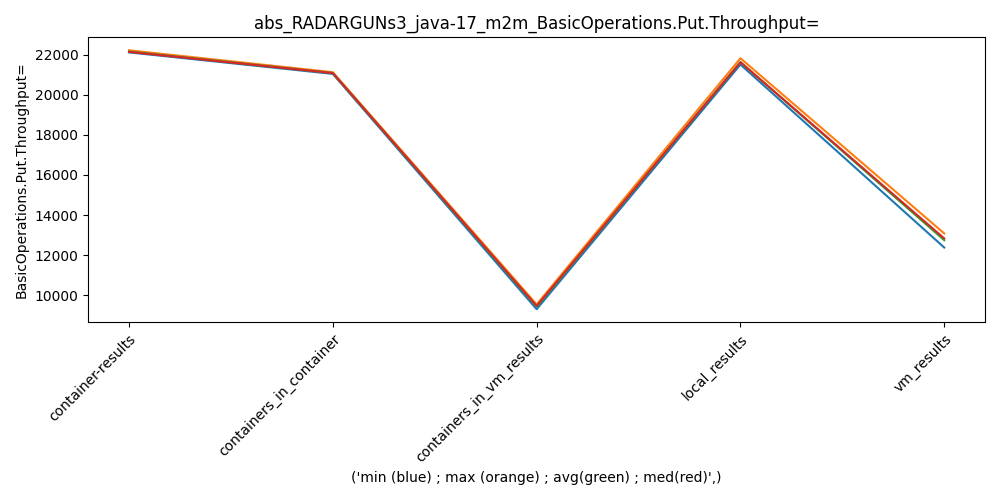 abs_RADARGUNs3_java-17_m2m_BasicOperations.Put.Throughput=
BasicOperations.Put.Throughput=
22000
20000
18000
16000
14000
12000
10000
container-results
containers_in_container
containers_in_vm_results
local_results
vm_results
('min (blue) ; max (orange) ; avg(green) ; med(red)',)